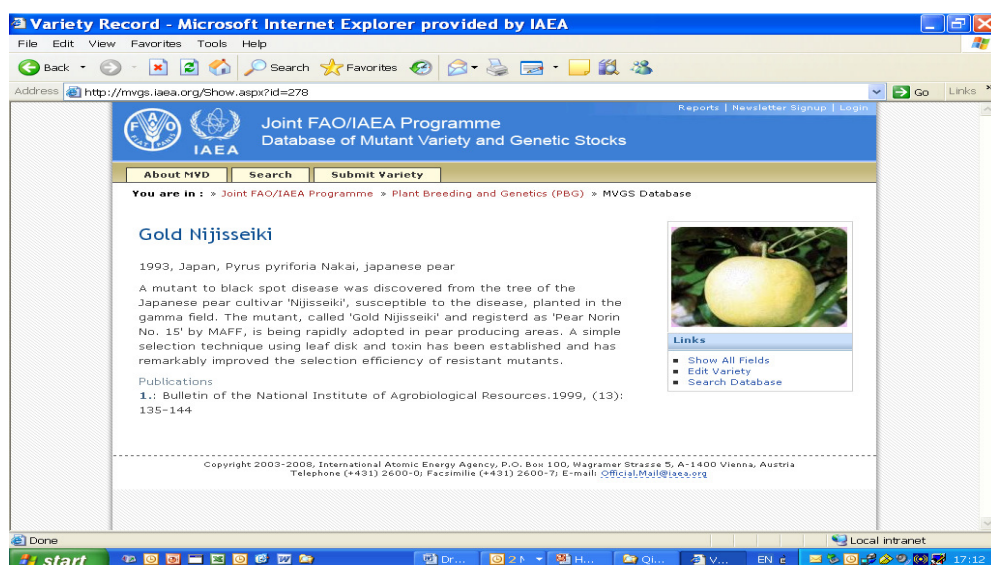 Variety Record - Microsoft Internet Explorer provided by IAEA
File Edit View Favorites Tools Help
Back Search Favorites
Address http://mvgs.iaea.org/Show.aspx?id=278 Go Links
Reports | Newsletter Signup | Login
FAO
FIAT PANIS
IAEA
Joint FAO/IAEA Programme
Database of Mutant Variety and Genetic Stocks
About MVD Search Submit Variety
You are in : » Joint FAO/IAEA Programme » Plant Breeding and Genetics (PBG) » MVGS Database
Gold Nijisseiki
1993, Japan, Pyrus pyriforia Nakai, japanese pear
A mutant to black spot disease was discovered from the tree of the
Japanese pear cultivar 'Nijisseiki', susceptible to the disease, planted in the
gamma field. The mutant, called 'Gold Nijisseiki' and registerd as 'Pear Norin
No. 15' by MAFF, is being rapidly adopted in pear producing areas. A simple
selection technique using leaf disk and toxin has been established and has
remarkably improved the selection efficiency of resistant mutants.
Publications
1.: Bulletin of the National Institute of Agrobiological Resources.1999, (13):
135-144
Links
Show All Fields
Edit Variety
Search Database
Copyright 2003-2008, International Atomic Energy Agency, P.O. Box 100, Wagramer Strasse 5, A-1400 Vienna, Austria
Telephone (+431) 2600-0; Facsimilie (+431) 2600-7; E-mail: Official.Mail@iaea.org
Done Local intranet
start Dr... 2 H... Qi... V... EN 17:12